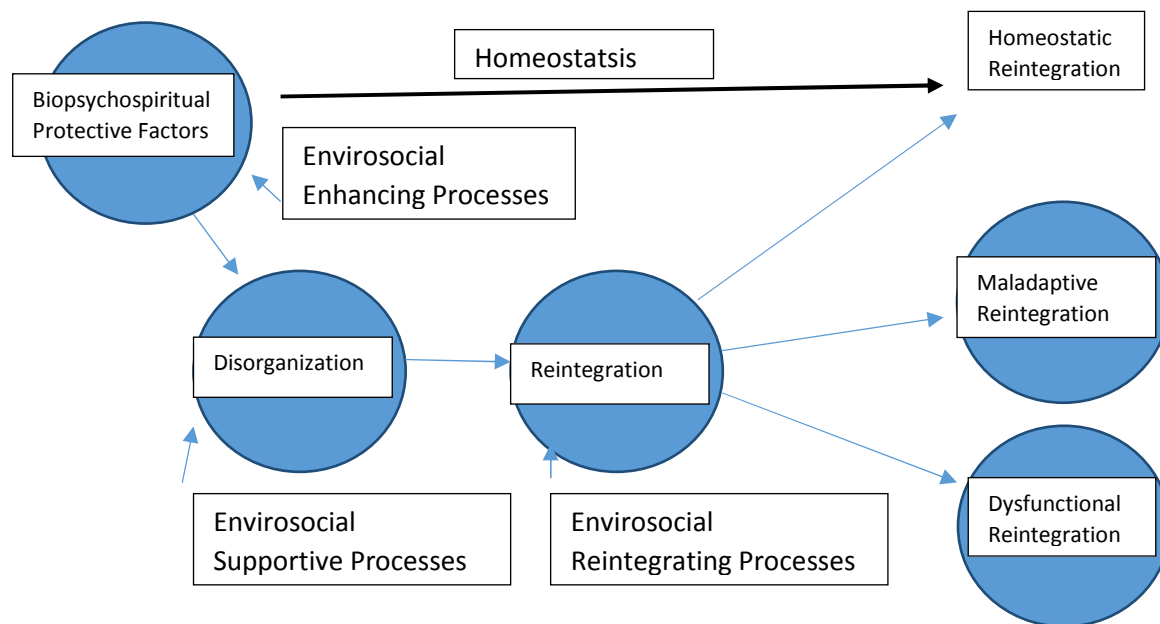 Homeostatsis
Homeostatic
Reintegration
Biopsychospiritual
Protective Factors
Envirosocial
Enhancing Processes
Maladaptive
Reintegration
Disorganization
Reintegration
Envirosocial
Supportive Processes
Envirosocial
Reintegrating Processes
Dysfunctional
Reintegration